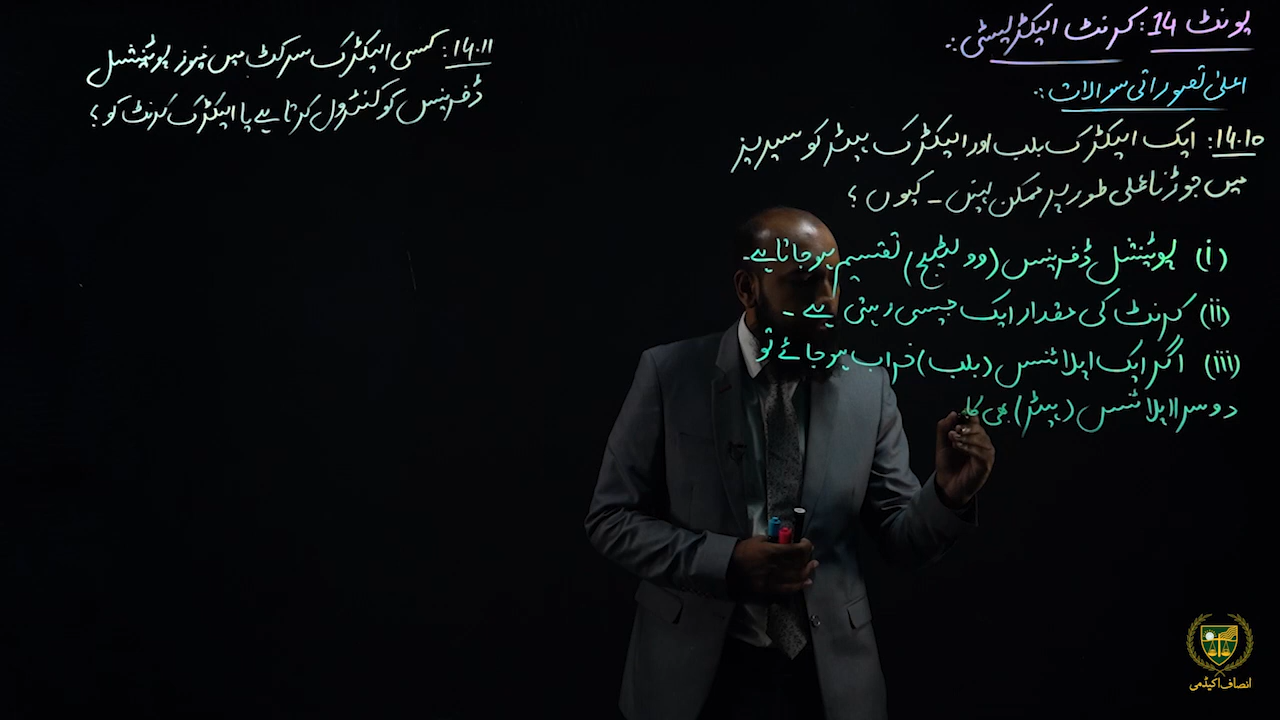 یونٹ 14: کرنٹ الیکٹریسٹی:۔
اعلیٰ تصوراتی سوالات:۔
14.10: ایک الیکٹرک بلب اور الیکٹرک ہیٹر کو سیریز
میں جوڑنا عملی طور پر ممکن نہیں۔ کیوں؟
(i) پوٹینشل ڈفرینس (وولٹیج) تقسیم ہو جاتا ہے۔
(ii) کرنٹ کی مقدار ایک جیسی رہتی ہے۔
(iii) اگر ایک اپلائنس (بلب) خراب ہو جائے تو
دوسرا اپلائنس (ہیٹر) بھی کا
14.11: کسی الیکٹرک سرکٹ میں فیوز پوٹینشل
ڈفرینس کو کنٹرول کرتا ہے یا الیکٹرک کرنٹ کو؟
انصاف اکیڈمی